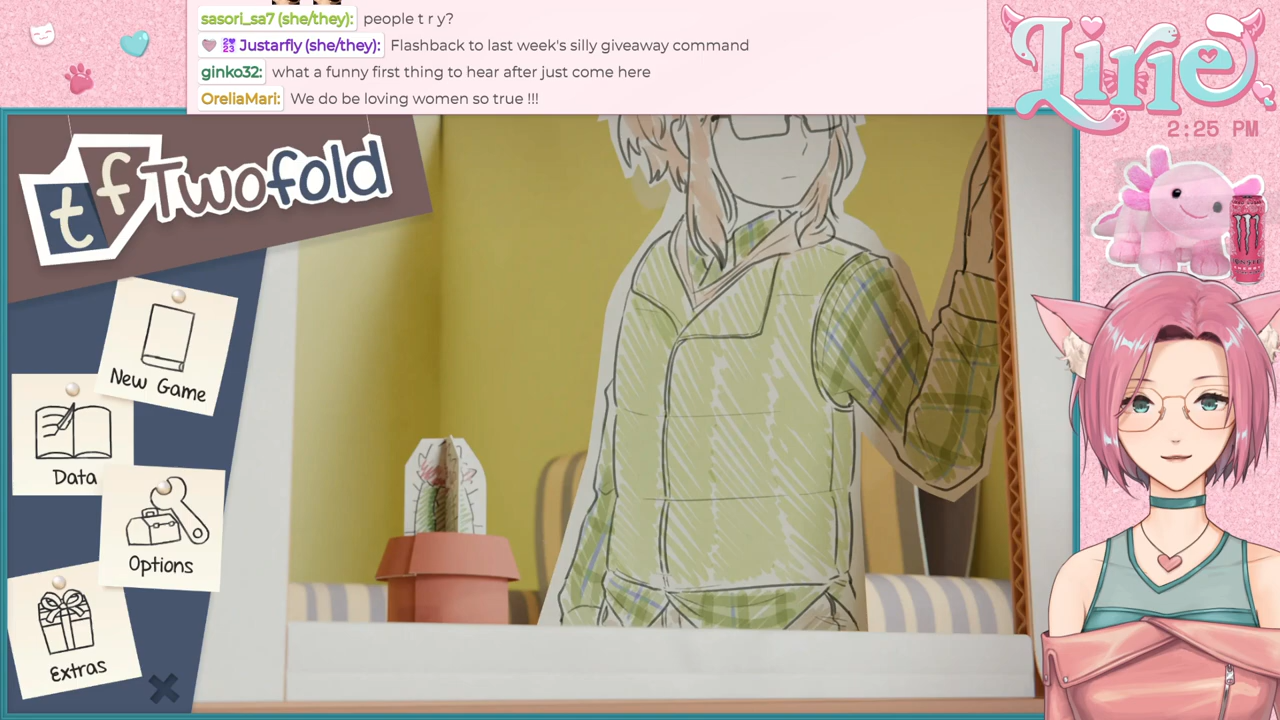 sasori_sa7 (she/they): people t r y?
23 Justarfly (she/they): Flashback to last week's silly giveaway command
ginko32: what a funny first thing to hear after just come here
OreliaMari: We do be loving women so true !!!
Lirie
2:25 PM
tf Twofold
New Game
Data
Options
Extras